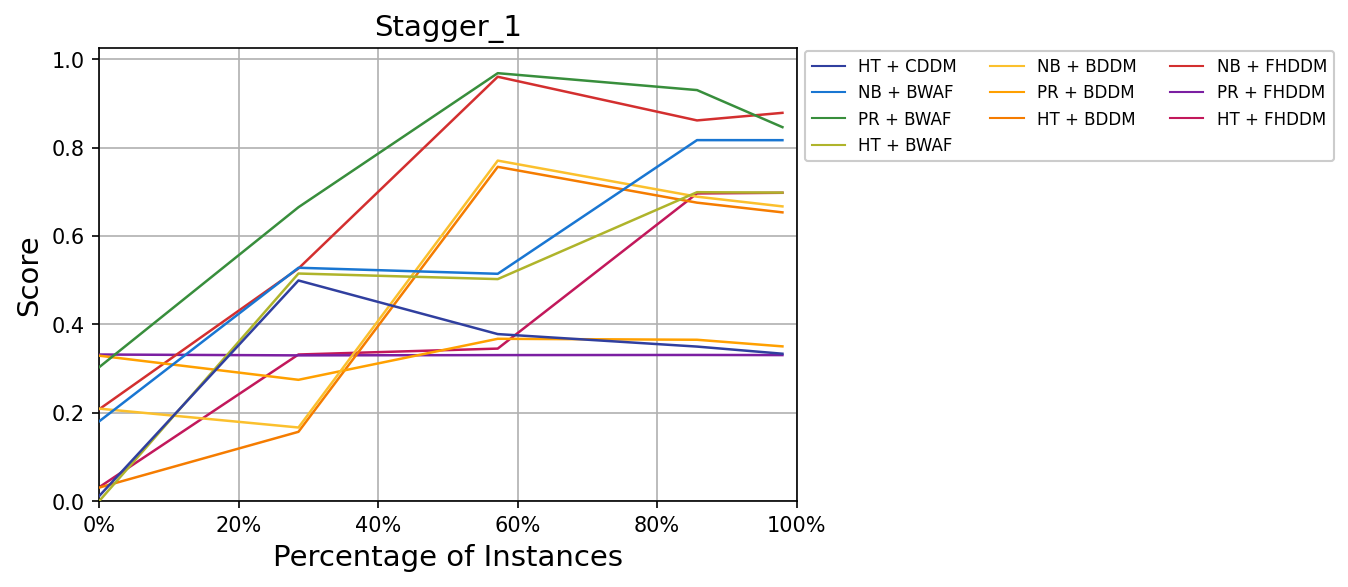 Stagger_1
Score
1.0
0.8
0.6
0.4
0.2
0.0
0% 20% 40% 60% 80% 100%
Percentage of Instances
HT + CDDM NB + BDDM NB + FHDDM
NB + BWAF PR + BDDM PR + FHDDM
PR + BWAF HT + BDDM HT + FHDDM
HT + BWAF